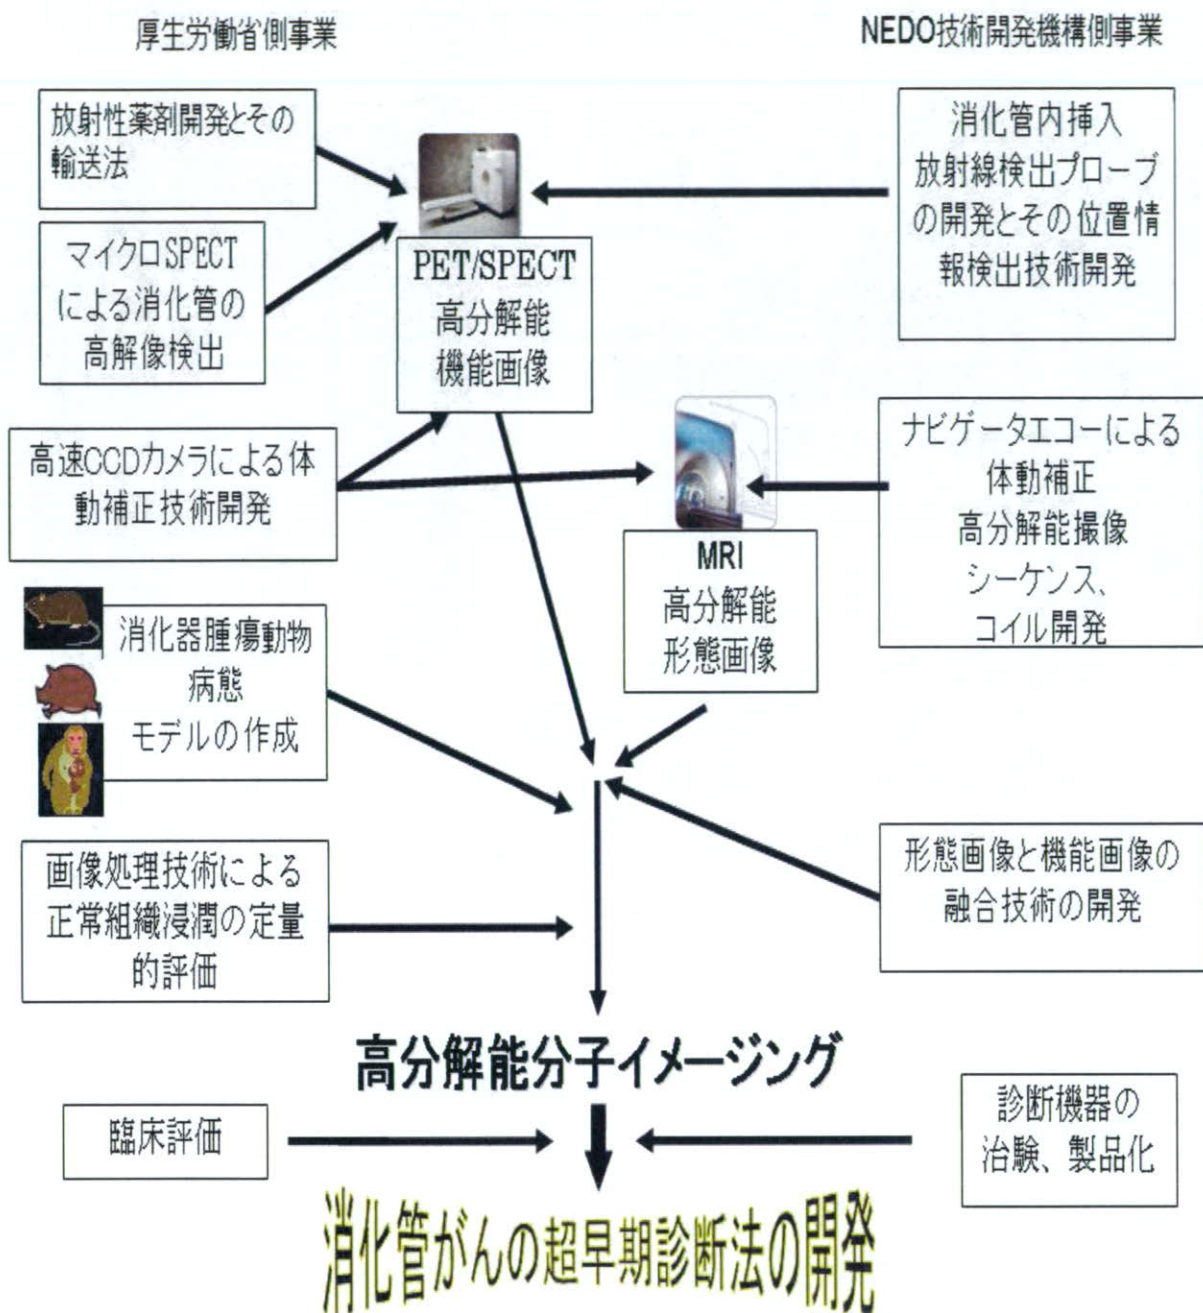 厚生労働省側事業
NEDO技術開発機構側事業
放射性薬剤開発とその
輸送法
消化管内挿入
放射線検出プローブ
の開発とその位置情
報検出技術開発
マイクロSPECT
による消化管の
高解像検出
PET/SPECT
高分解能
機能画像
高速CCDカメラによる体
動補正技術開発
ナビゲータエコーによる
体動補正
高分解能撮像
シーケンス、
コイル開発
MRI
高分解能
形態画像
消化器腫瘍動物
病態
モデルの作成
画像処理技術による
正常組織浸潤の定量
的評価
形態画像と機能画像の
融合技術の開発
高分解能分子イメージング
臨床評価
診断機器の
治験、製品化
消化管がんの超早期診断法の開発